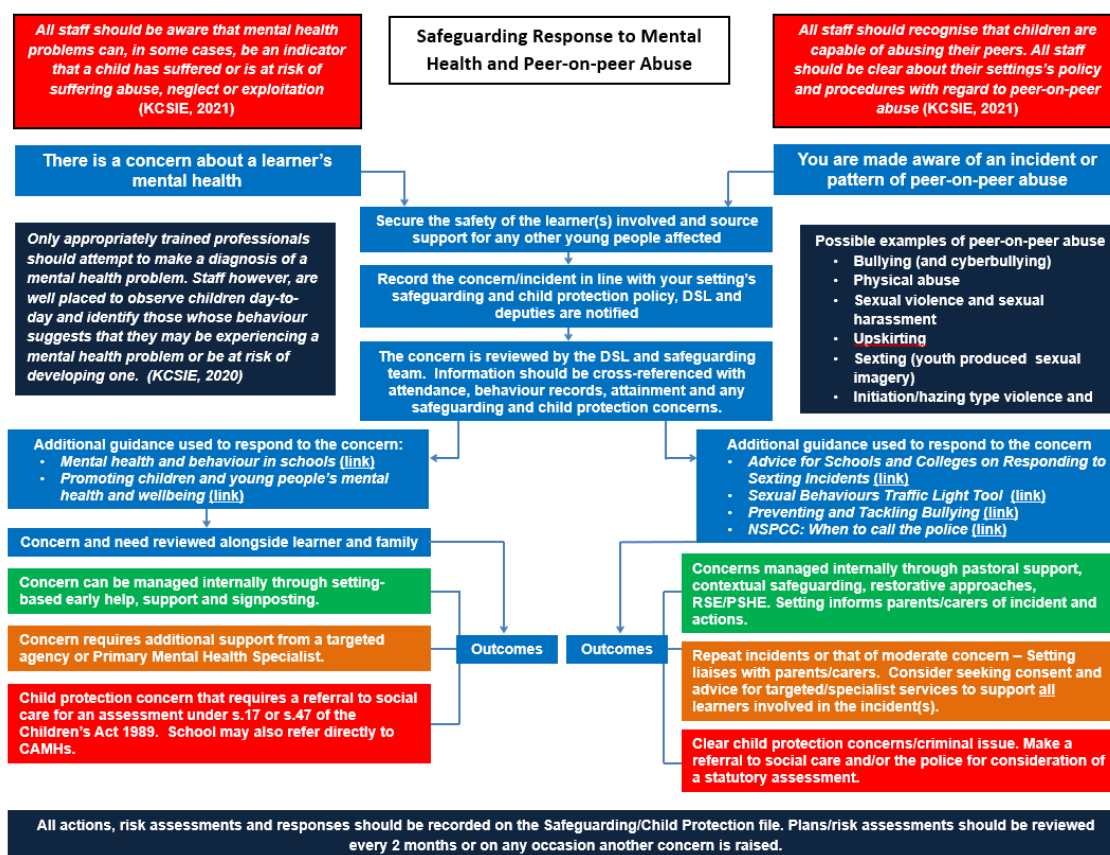 All staff should be aware that mental health
problems can, in some cases, be an indicator
that a child has suffered or is at risk of
suffering abuse, neglect or exploitation
(KCSIE, 2021)
Safeguarding Response to Mental
Health and Peer-on-peer Abuse
All staff should recognise that children are
capable of abusing their peers. All staff
should be clear about their settings's policy
and procedures with regard to peer-on-peer
abuse (KCSIE, 2021)
There is a concern about a learner's
mental health
You are made aware of an incident or
pattern of peer-on-peer abuse
Secure the safety of the learner(s) involved and source
support for any other young people affected
Only appropriately trained professionals
should attempt to make a diagnosis of a
mental health problem. Staff however, are
well placed to observe children day-to-
day and identify those whose behaviour
suggests that they may be experiencing a
mental health problem or be at risk of
developing one. (KCSIE, 2020)
Record the concern/incident in line with your setting's
safeguarding and child protection policy, DSL and
deputies are notified
Possible examples of peer-on-peer abuse
• Bullying (and cyberbullying)
• Physical abuse
• Sexual violence and sexual
harassment
• Upskirting
• Sexting (youth produced sexual
imagery)
• Initiation/hazing type violence and
The concern is reviewed by the DSL and safeguarding
team. Information should be cross-referenced with
attendance, behaviour records, attainment and any
safeguarding and child protection concerns.
Additional guidance used to respond to the concern:
• Mental health and behaviour in schools (link)
• Promoting children and young people's mental
health and wellbeing (link)
Additional guidance used to respond to the concern
• Advice for Schools and Colleges on Responding to
Sexting Incidents (link)
• Sexual Behaviours Traffic Light Tool (link)
• Preventing and Tackling Bullying (link)
• NSPCC: When to call the police (link)
Concern and need reviewed alongside learner and family
Concern can be managed internally through setting-
based early help, support and signposting.
Concern requires additional support from a targeted
agency or Primary Mental Health Specialist.
Child protection concern that requires a referral to social
care for an assessment under s.17 or s.47 of the
Children's Act 1989. School may also refer directly to
CAMHs.
Outcomes
Outcomes
Concerns managed internally through pastoral support,
contextual safeguarding, restorative approaches,
RSE/PSHE. Setting informs parents/carers of incident and
actions.
Repeat incidents or that of moderate concern – Setting
liaises with parents/carers. Consider seeking consent and
advice for targeted/specialist services to support all
learners involved in the incident(s).
Clear child protection concerns/criminal issue. Make a
referral to social care and/or the police for consideration of
a statutory assessment.
All actions, risk assessments and responses should be recorded on the Safeguarding/Child Protection file. Plans/risk assessments should be reviewed
every 2 months or on any occasion another concern is raised.